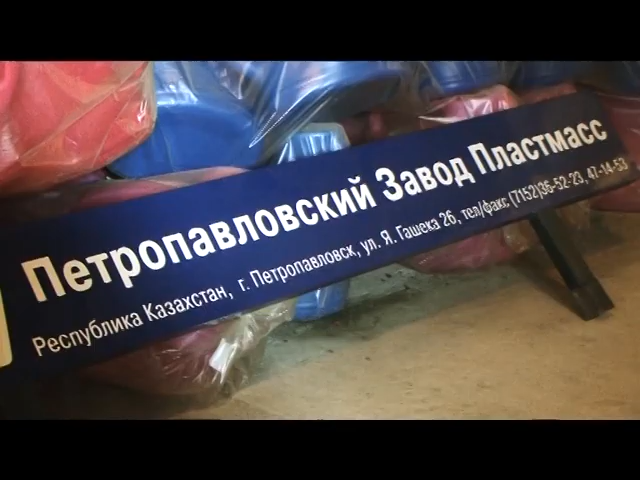 Петропавловский Завод Пластмасс
Республика Казахстан, г. Петропавловск, ул. Я. Гашека 26, тел/факс (7152)36-52-23, 47-14-53